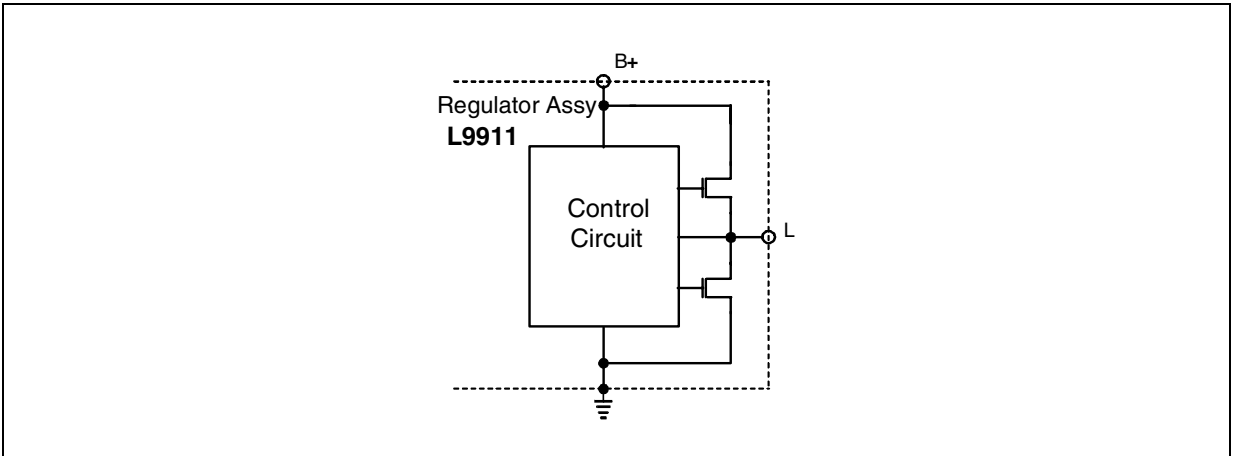 B+
Regulator Assy
L9911
Control
Circuit
L